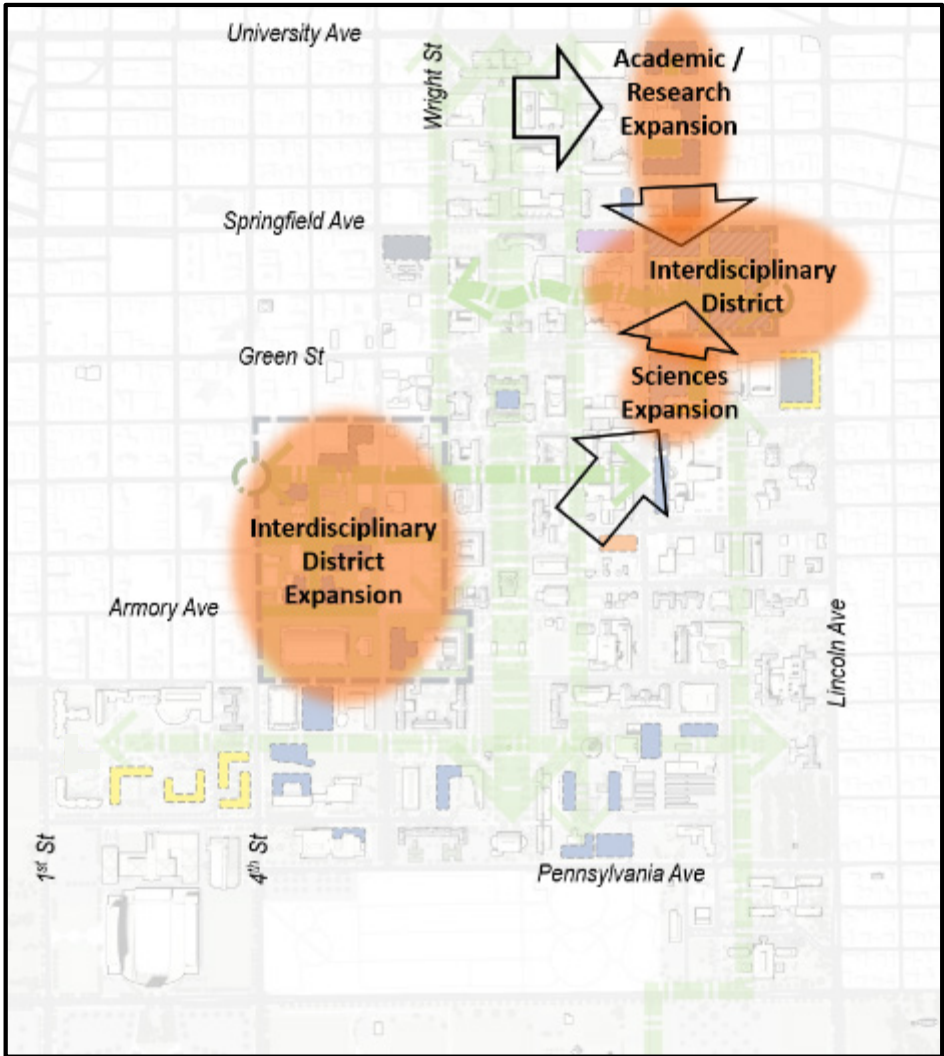 University Ave
Wright St
Academic /
Research
Expansion
Springfield Ave
Interdisciplinary
District
Green St
Sciences
Expansion
Interdisciplinary
District
Expansion
Armory Ave
Lincoln Ave
1st St
4th St
Pennsylvania Ave